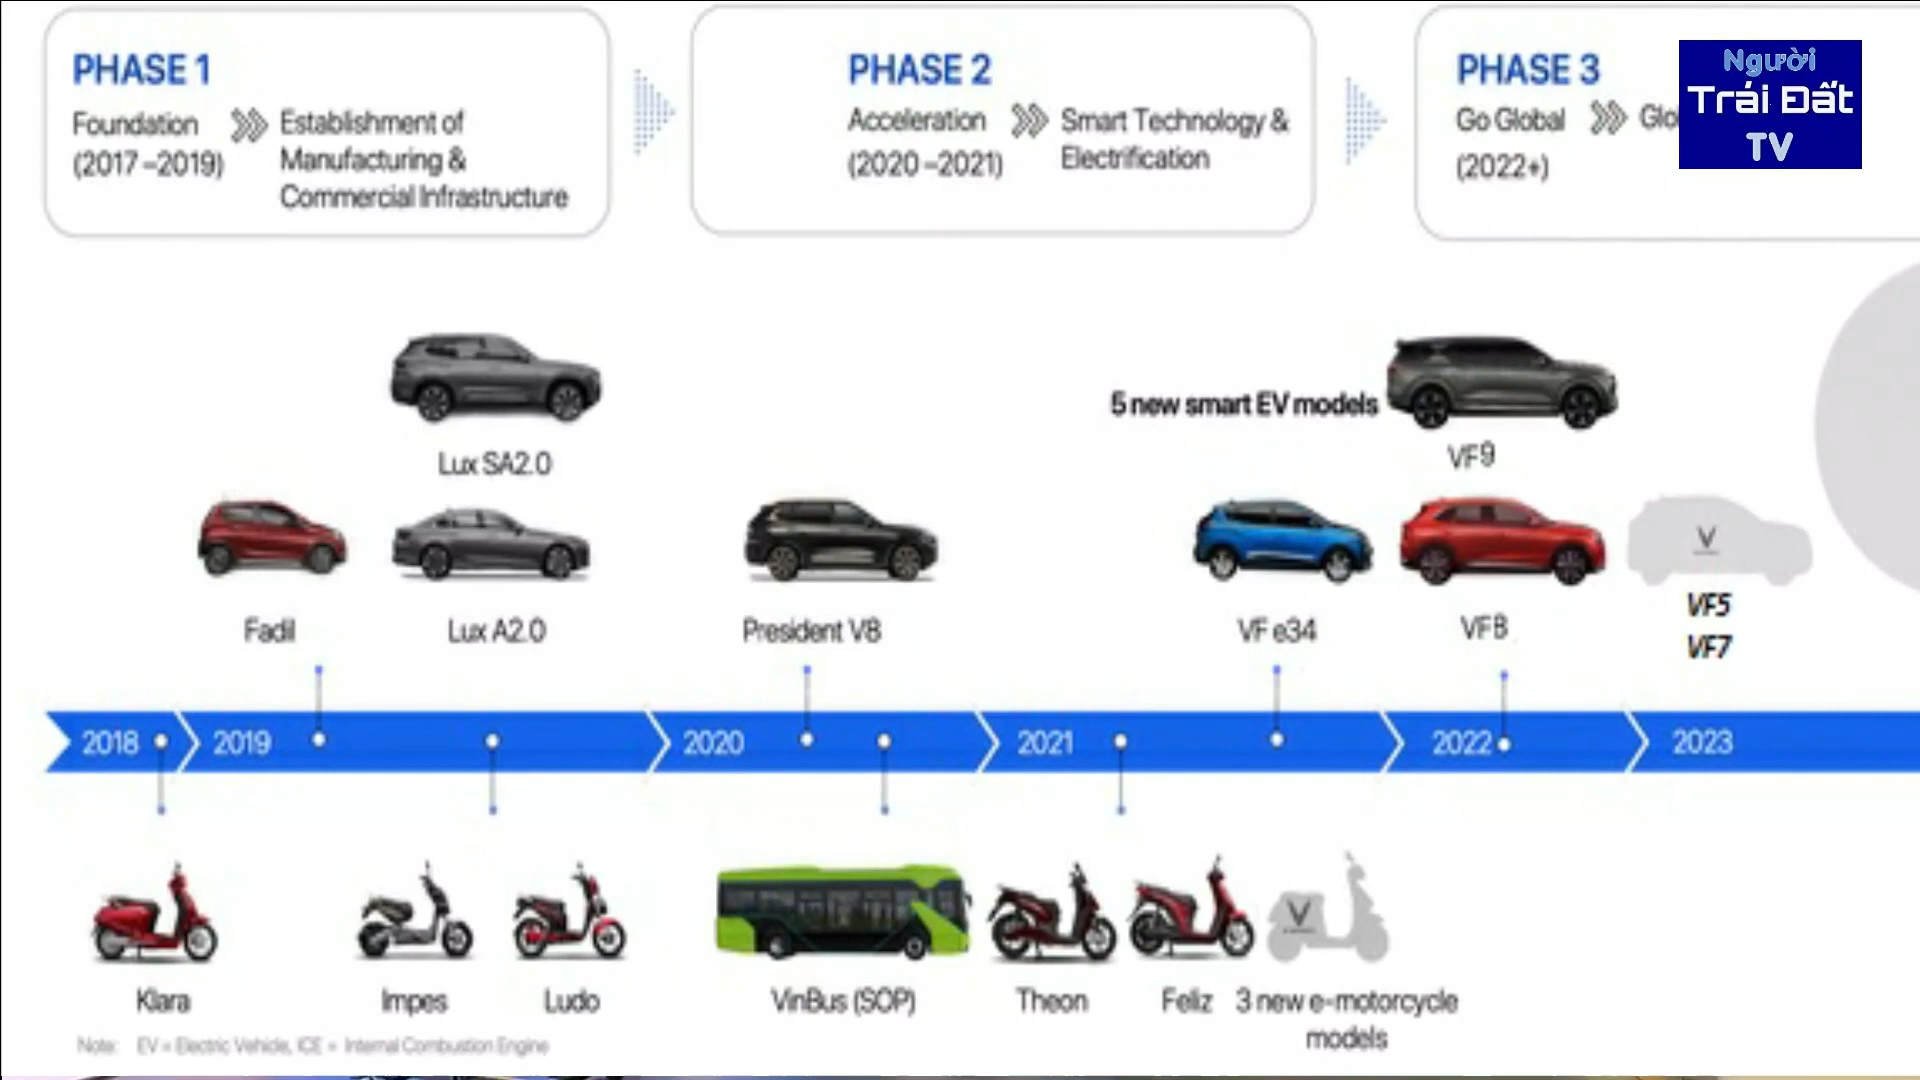 PHASE 1
Foundation
(2017 –2019)
Establishment of
Manufacturing &
Commercial Infrastructure
PHASE 2
Acceleration
(2020 –2021)
Smart Technology &
Electrification
PHASE 3
Go Global
(2022+)
Glo
Người
Trái Đất
TV
Lux SA2.0
5 new smart EV models
VF9
Fadil
Lux A2.0
President V8
VF e34
VF8
VF5
VF7
2018
2019
2020
2021
2022
2023
Klara
Impes
Ludo
VinBus (SOP)
Theon
Feliz
3 new e-motorcycle
models
Note: EV = Electric Vehicle, ICE = Internal Combustion Engine